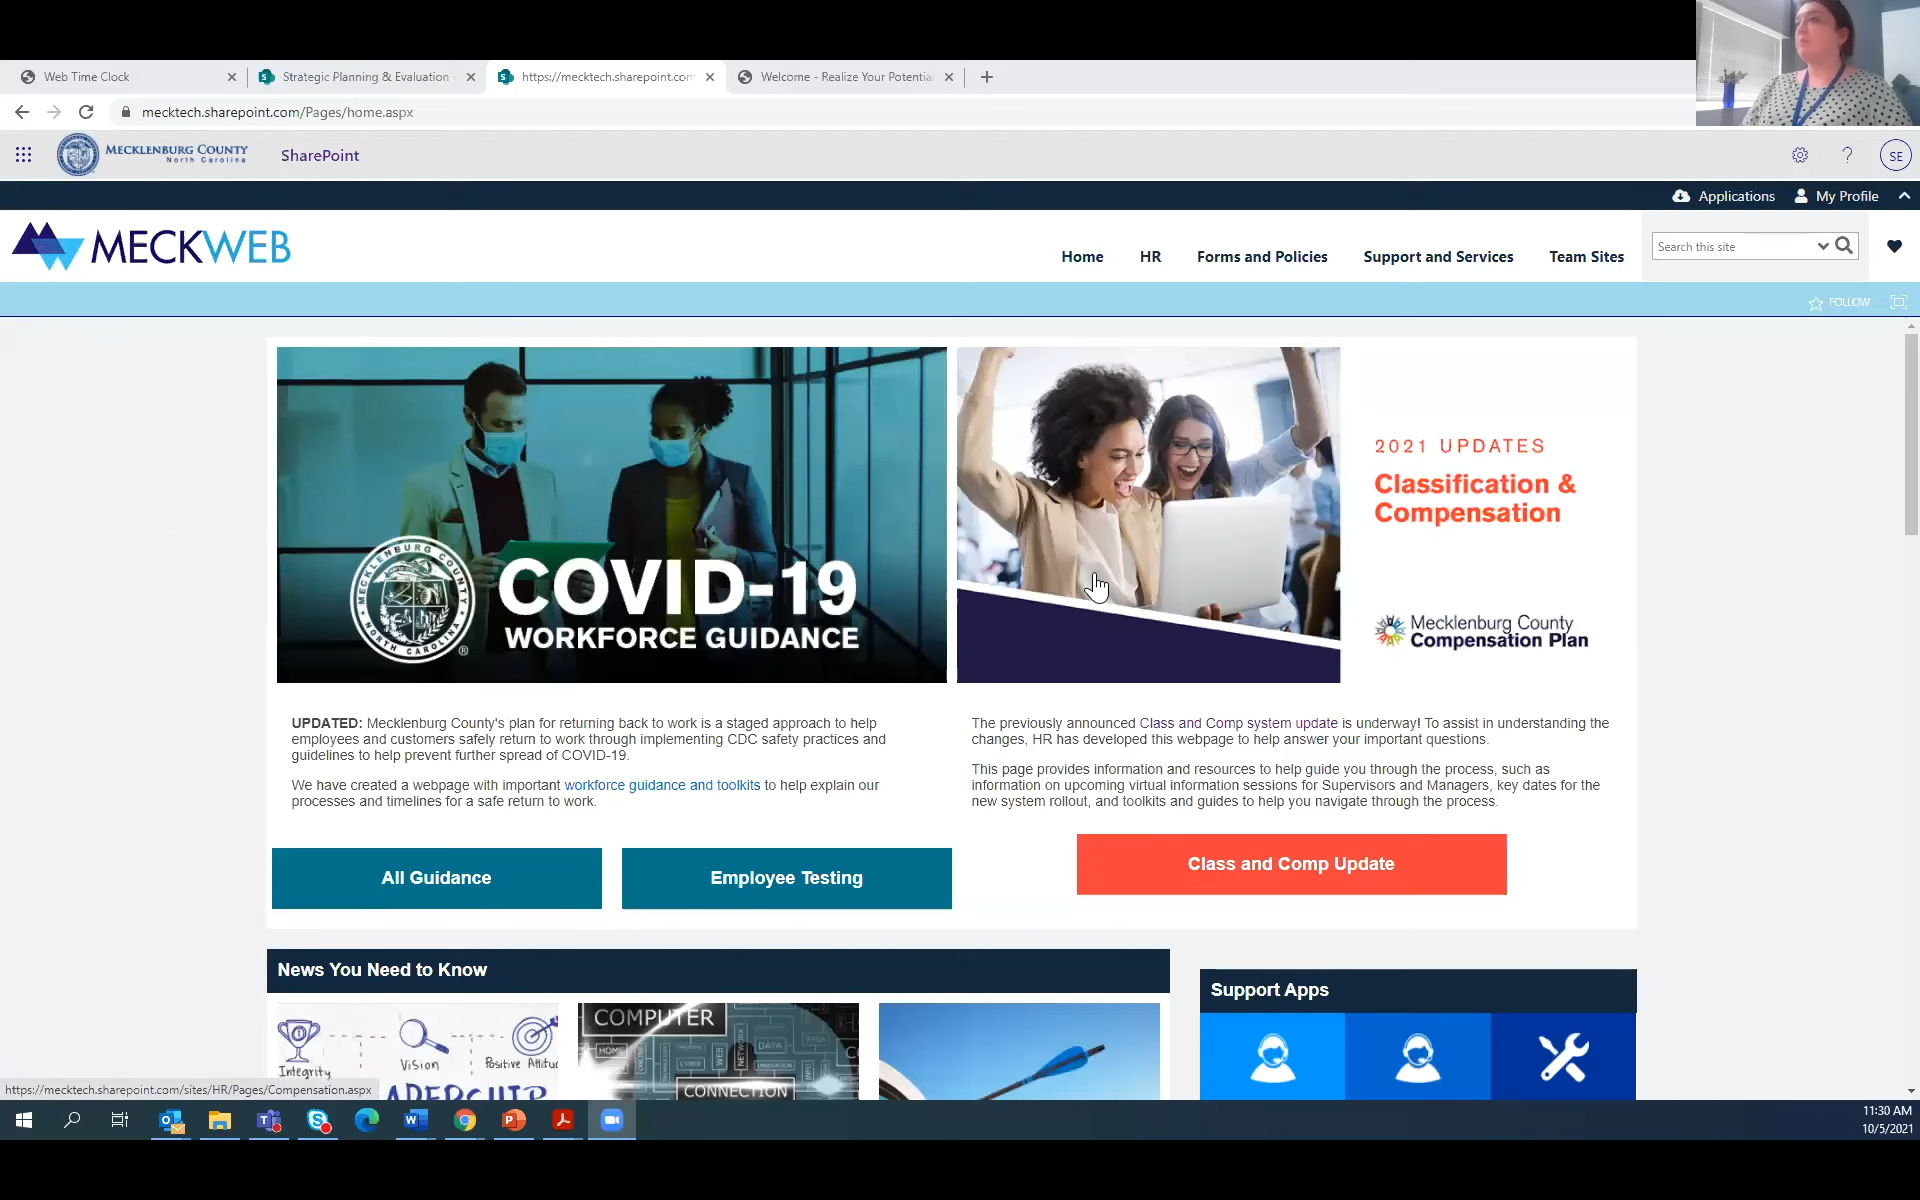 Web Time Clock
Strategic Planning & Evaluation -
https://mecktech.sharepoint.com
Welcome - Realize Your Potentia
mecktech.sharepoint.com/Pages/home.aspx
MECKLENBURG COUNTY
North Carolina
SharePoint
SE
Applications
My Profile
MECKWEB
Home
HR
Forms and Policies
Support and Services
Team Sites
Search this site
FOLLOW
MECKLENBURG COUNTY
NORTH CAROLINA
COVID-19
WORKFORCE GUIDANCE
2021 UPDATES
Classification &
Compensation
Mecklenburg County
Compensation Plan
UPDATED: Mecklenburg County's plan for returning back to work is a staged approach to help
employees and customers safely return to work through implementing CDC safety practices and
guidelines to help prevent further spread of COVID-19.
We have created a webpage with important workforce guidance and toolkits to help explain our
processes and timelines for a safe return to work.
The previously announced Class and Comp system update is underway! To assist in understanding the
changes, HR has developed this webpage to help answer your important questions.
This page provides information and resources to help guide you through the process, such as
information on upcoming virtual information sessions for Supervisors and Managers, key dates for the
new system rollout, and toolkits and guides to help you navigate through the process.
All Guidance
Employee Testing
Class and Comp Update
News You Need to Know
Support Apps
Integrity
Vision
Positive Attitu
COMPUTER
HOME
DATA
NETWORK
CONNECTION
https://mecktech.sharepoint.com/sites/HR/Pages/Compensation.aspx
11:30 AM
10/5/2021